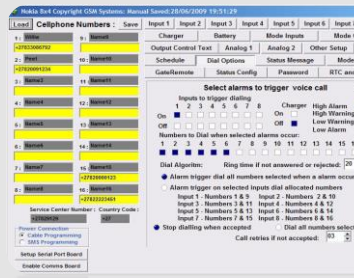 Nokia 8x4 Copyright GSM Systems: Manual Saved:28/06/2009 19:51:29
Load Cellphone Numbers : Save
Input 1 Input 2 Input 3 Input 4 Input 5 Input 6 Input
Charger Battery Mode Inputs Mode
Output Control Text Analog 1 Analog 2 Other Setup
Schedule Dial Options Status Message Mode
GateRemote Status Config Password RTC an
1: 9: Name9
+27833006792
2: Peet 10: Name10
+27820091234
3: Name3 11: Name11
4: Name4 12: Name12
5: 13: Name13
6: Name6 14: Name14
7: Name7 15: Name15
+27820000123
8: Name8 16: Name16
+27823323451
Service Center Number : Country Code :
+27829129 +27
Power Connection
Cable Programming
SMS Programming
Setup Serial Port Board
Enable Comms Board
Select alarms to trigger voice call
Inputs to trigger dialing
1 2 3 4 5 6 7 8 Charger High Alarm
On On High Warning
Off Off Low Warning
Low Alarm
Numbers to Dial when selected alarms occur:
1 2 3 4 5 6 7 8 9 10 11 12 13 14 15
Dial Algoritm: Ring time if not answered or rejected: 20
Alarm trigger dial all numbers selected when a alarm occur
Alarm trigger on selected inputs dial allocated numbers
Input 1 - Numbers 1 & 9 Input 2 - Numbers 2 & 10
Input 3 - Numbers 3 & 11 Input 4 - Numbers 4 & 12
Input 5 - Numbers 5 & 13 Input 6 - Numbers 6 & 14
Input 7 - Numbers 7 & 15 Input 8 - Numbers 8 & 16
Stop dialling when accepted Dial all numbers select
Call retries if not accepted: 03